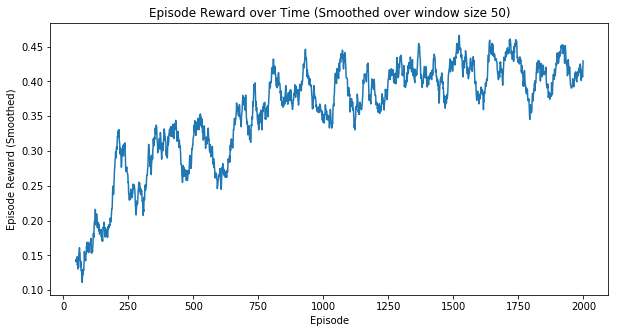 Episode Reward over Time (Smoothed over window size 50)
Episode Reward (Smoothed)
0.45
0.40
0.35
0.30
0.25
0.20
0.15
0.10
0 250 500 750 1000 1250 1500 1750 2000
Episode